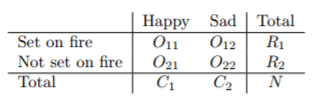 Happy Sad Total
Set on fire O₁₁ O₁₂ R₁
Not set on fire O₂₁ O₂₂ R₂
Total C₁ C₂ N